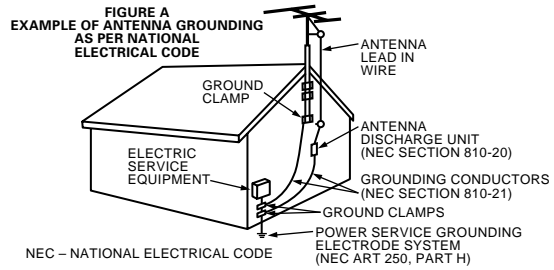 FIGURE A
EXAMPLE OF ANTENNA GROUNDING
AS PER NATIONAL
ELECTRICAL CODE
ANTENNA
LEAD IN
WIRE
GROUND
CLAMP
ANTENNA
DISCHARGE UNIT
(NEC SECTION 810-20)
ELECTRIC
SERVICE
EQUIPMENT
GROUNDING CONDUCTORS
(NEC SECTION 810-21)
GROUND CLAMPS
POWER SERVICE GROUNDING
ELECTRODE SYSTEM
(NEC ART 250, PART H)
NEC – NATIONAL ELECTRICAL CODE